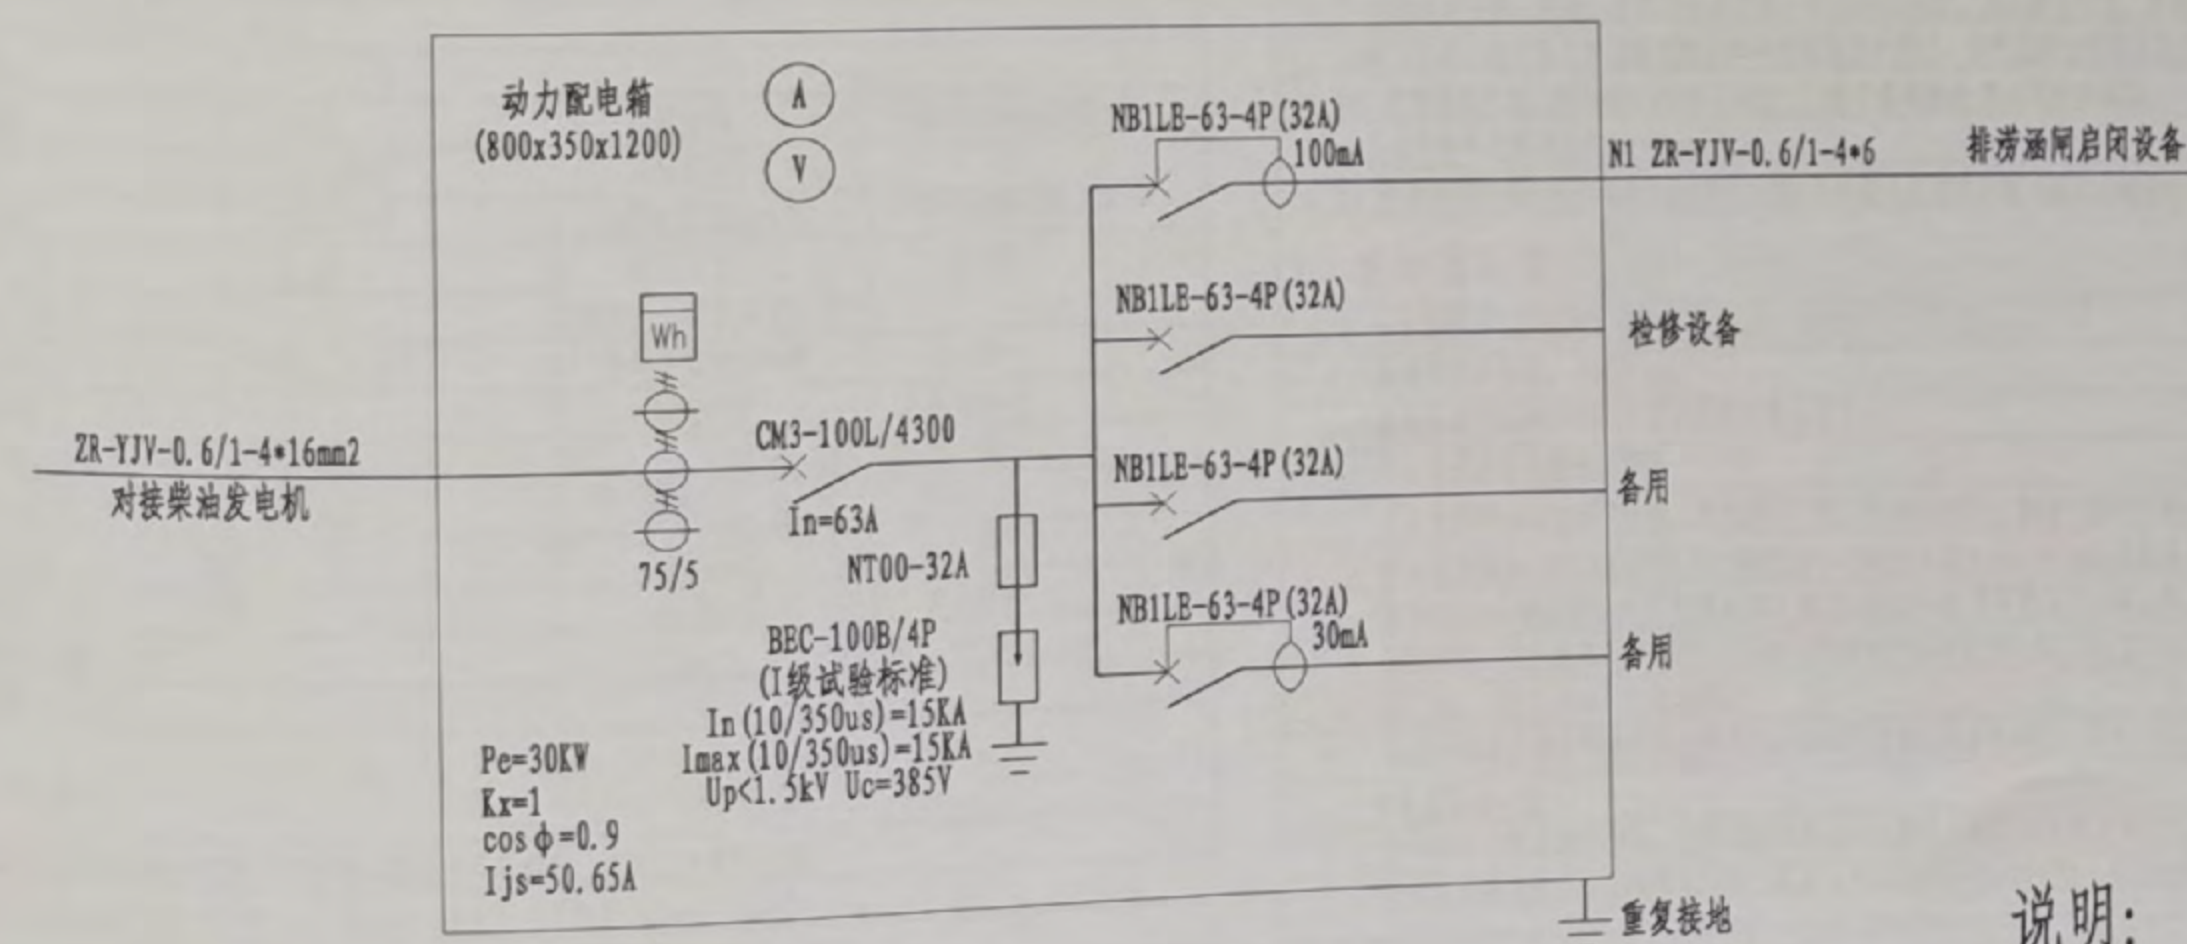 动力配电箱
(800x350x1200)
A
V
NB1LE-63-4P(32A)
100mA
N1 ZR-YJV-0.6/1-4*6
排涝涵闸启闭设备
NB1LE-63-4P(32A)
检修设备
Wh
ZR-YJV-0.6/1-4*16mm2
对接柴油发电机
75/5
CM3-100L/4300
In=63A
NT00-32A
NB1LE-63-4P(32A)
备用
NB1LE-63-4P(32A)
30mA
备用
BEC-100B/4P
(I级试验标准)
In(10/350us)=15KA
Imax(10/350us)=15KA
Up<1.5kV Uc=385V
Pe=30KW
Kx=1
cosφ=0.9
Ijs=50.65A
重复接地
说明: